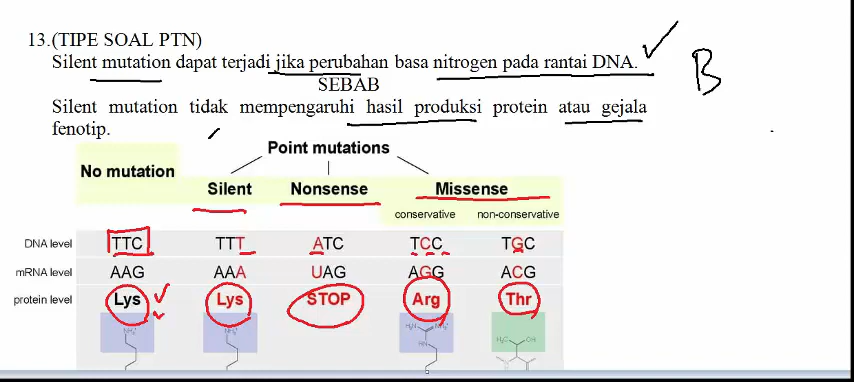 13.(TIPE SOAL PTN)
Silent mutation dapat terjadi jika perubahan basa nitrogen pada rantai DNA.
B
SEBAB
Silent mutation tidak mempengaruhi hasil produksi protein atau gejala
fenotip.
Point mutations
No mutation
Silent Nonsense Missense
conservative non-conservative
DNA level TTC TTT ATC TCC TGC
mRNA level AAG AAA UAG AGG ACG
protein level Lys Lys STOP Arg Thr